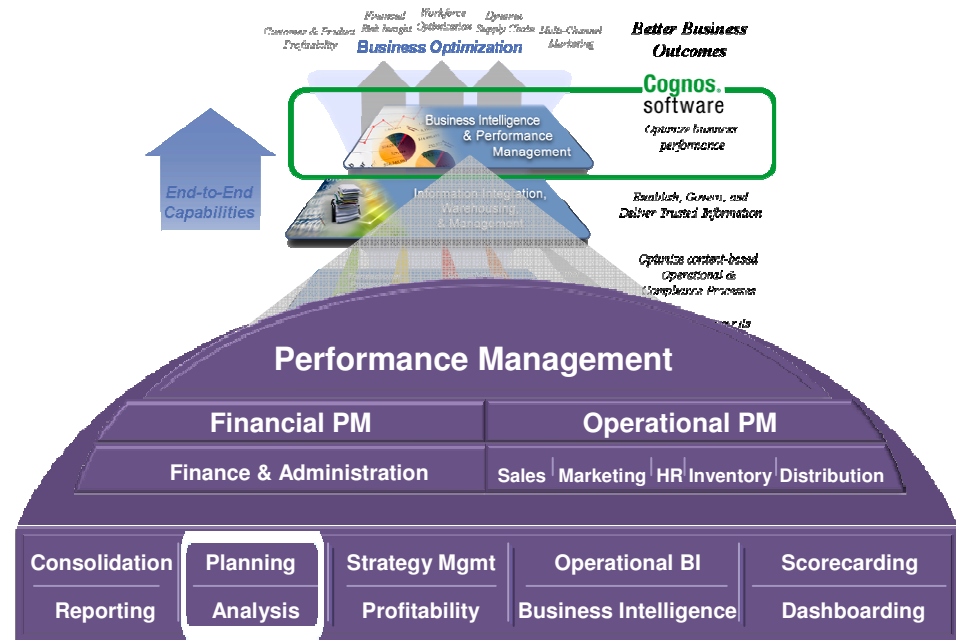 Financial
Risk Insight
Workforce
Optimization
Dynamic
Supply Chain
Customer & Product
Profitability
Multi-Channel
Marketing
Business Optimization
Better Business
Outcomes
Cognos®
software
Optimize business
performance
Business Intelligence
& Performance
Management
End-to-End
Capabilities
Information Integration,
Warehousing,
& Management
Establish, Govern, and
Deliver Trusted Information
Optimize content-based
Operational &
Compliance Processes
Performance Management
Financial PM
Operational PM
Finance & Administration
Sales
Marketing
HR
Inventory
Distribution
Consolidation
Reporting
Planning
Analysis
Strategy Mgmt
Profitability
Operational BI
Business Intelligence
Scorecarding
Dashboarding